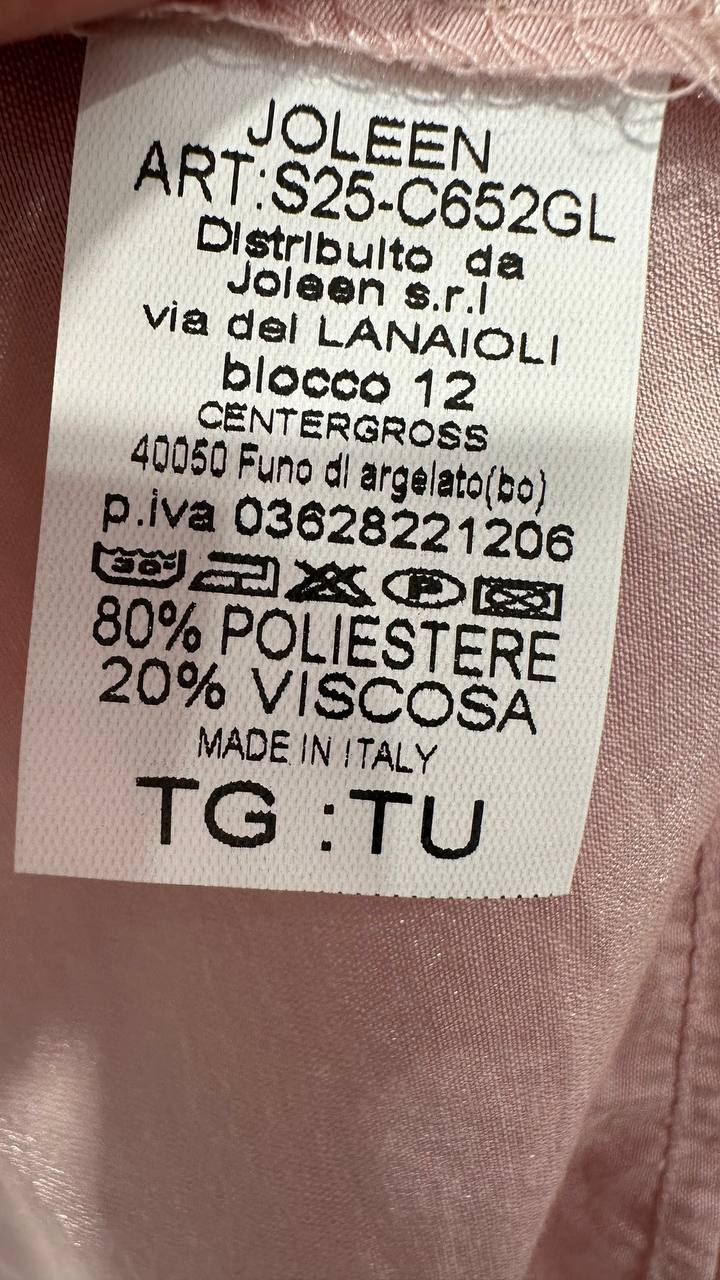 JOLEEN
ART:S25-C652GL
Distribuito da
Joleen s.r.l
via dei LANAIOLI
blocco 12
CENTERGROSS
40050 Funo di argelato(bo)
p.iva 03628221206
30° P
80% POLIESTERE
20% VISCOSA
MADE IN ITALY
TG :TU